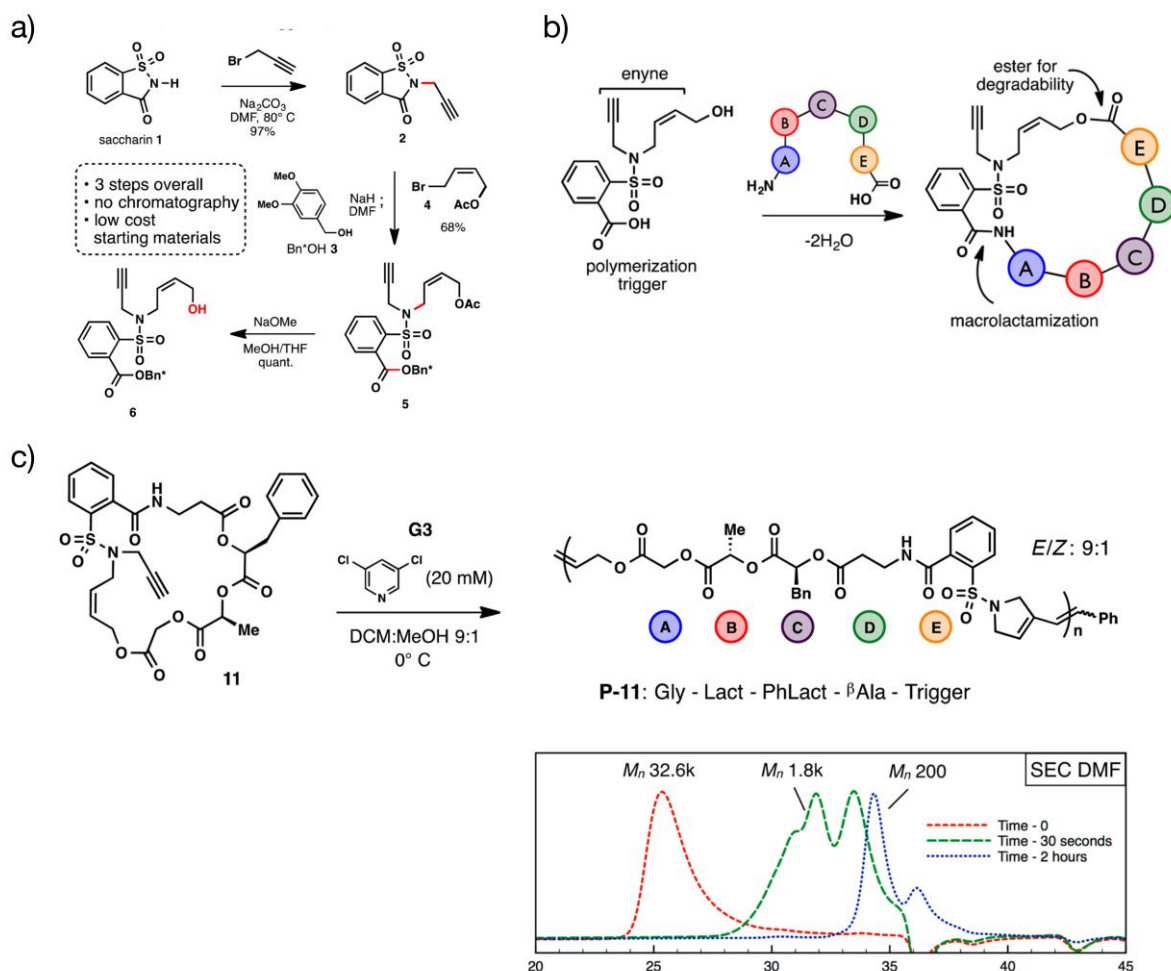 a)
O
O
S
N-H
O
saccharin 1
Br
Na2CO3
DMF, 80° C
97%
O
O
S
N
O
2
• 3 steps overall
• no chromatography
• low cost
starting materials
MeO
MeO
OH
Bn*OH 3
NaH ;
DMF
Br
4
AcO
68%
OH
N
S=O
O
OBn*
O
6
NaOMe
MeOH/THF
quant.
OAc
N
S=O
O
OBn*
O
5
b)
enyne
OH
N
S=O
O
OH
O
polymerization
trigger
A
B
C
D
E
H2N
HO
O
-2H2O
ester for
degradability
O
O
N
S=O
O
O
NH
A
B
C
D
E
macrolactamization
c)
H
N
O
O
O
O
S
O
N
O
O
O
O
Me
O
O
11
G3
Cl
Cl
N
(20 mM)
DCM:MeOH 9:1
0° C
O
O
O
O
Me
O
O
O
Bn
O
H
N
O
O
S
O
N
n
Ph
E/Z : 9:1
A
B
C
D
E
P-11: Gly - Lact - PhLact - βAla - Trigger
Mn 32.6k
Mn 1.8k
Mn 200
SEC DMF
Time - 0
Time - 30 seconds
Time - 2 hours
20
25
30
35
40
45